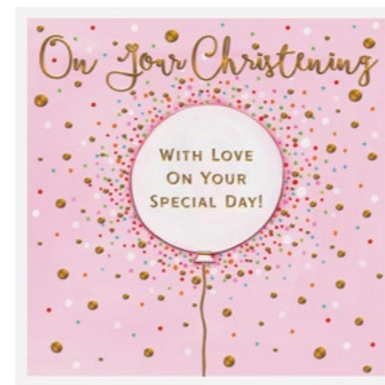 On Your Christening
WITH LOVE
ON YOUR
SPECIAL DAY!